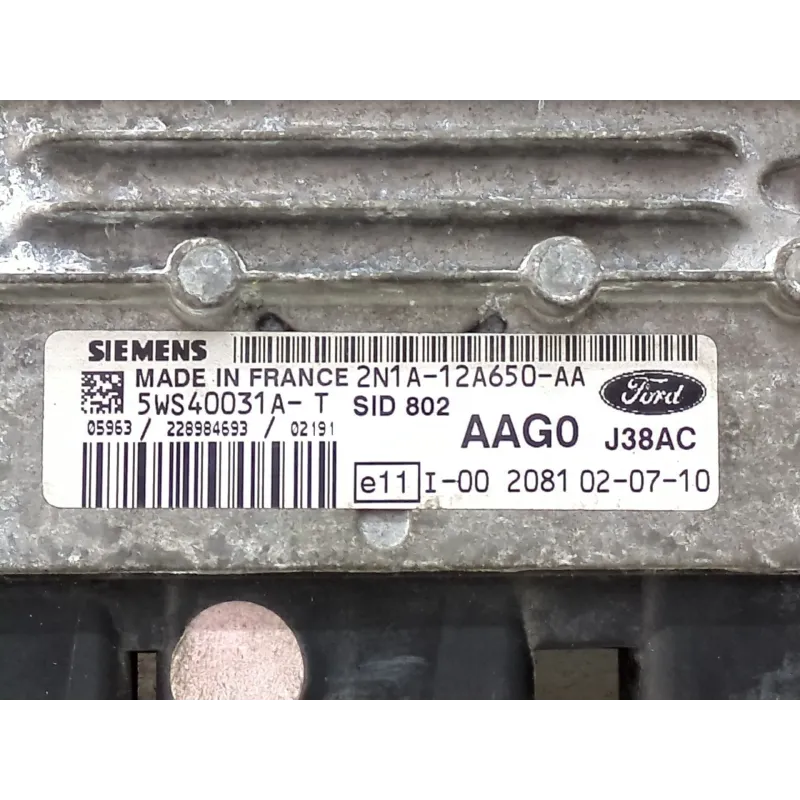 SIEMENS
MADE IN FRANCE 2N1A-12A650-AA
5WS40031A-T SID 802
Ford
05963 / 228984693 / 02191
AAG0 J38AC
e11 I-00 2081 02-07-10